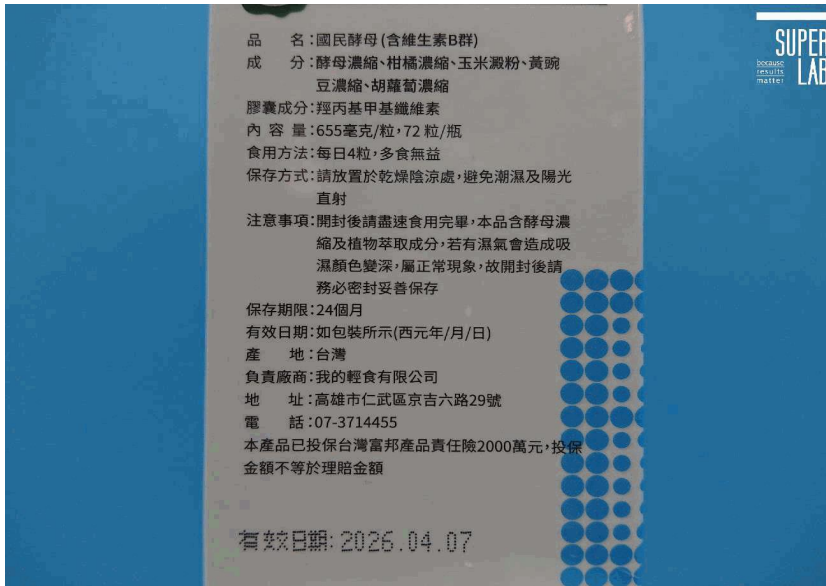 品　　名：國民酵母(含維生素B群)
成　　分：酵母濃縮、柑橘濃縮、玉米澱粉、黃豌
豆濃縮、胡蘿蔔濃縮
膠囊成分：羥丙基甲基纖維素
內 容 量：655毫克/粒，72粒/瓶
食用方法：每日4粒，多食無益
保存方式：請放置於乾燥陰涼處，避免潮濕及陽光
直射
注意事項：開封後請盡速食用完畢，本品含酵母濃
縮及植物萃取成分，若有濕氣會造成吸
濕顏色變深，屬正常現象，故開封後請
務必密封妥善保存
保存期限：24個月
有效日期：如包裝所示(西元年/月/日)
產　　地：台灣
負責廠商：我的輕食有限公司
地　　址：高雄市仁武區京吉六路29號
電　　話：07-3714455
本產品已投保台灣富邦產品責任險2000萬元，投保
金額不等於理賠金額
有效日期: 2026.04.07
SUPER
because
results
matter
LAB